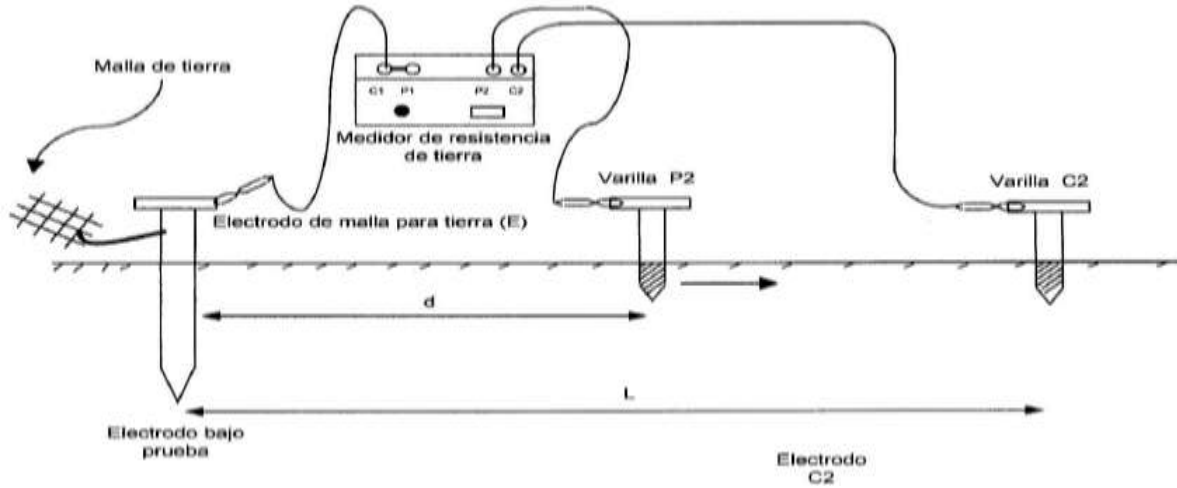 Malla de tierra
C1 P1 P2 C2
Medidor de resistencia
de tierra
Varilla P2
Varilla C2
Electrodo de malla para tierra (E)
d
L
Electrodo bajo
prueba
Electrodo
C2